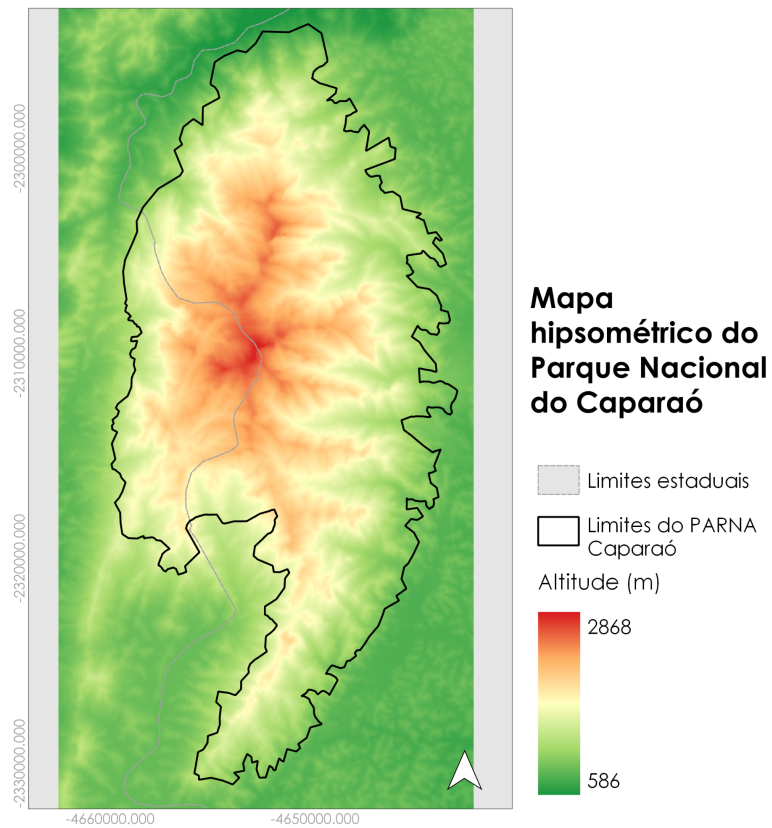 Mapa
hipsométrico do
Parque Nacional
do Caparaó
Limites estaduais
Limites do PARNA
Caparaó
Altitude (m)
2868
586
-2300000.000
-2310000.000
-2320000.000
-2330000.000
-4660000.000
-4650000.000